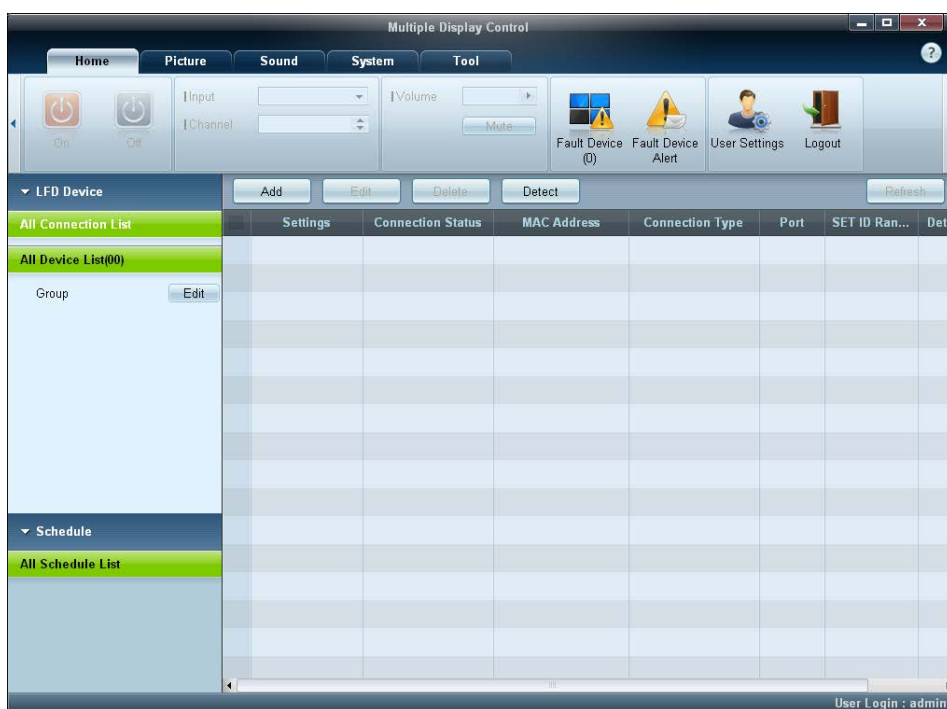 Multiple Display Control
Home Picture Sound System Tool
Input
Channel
On Off
Volume
Mute
Fault Device (0)
Fault Device Alert
User Settings
Logout
LFD Device
Add Edit Delete Detect Refresh
All Connection List
Settings Connection Status MAC Address Connection Type Port SET ID Ran... Det
All Device List(00)
Group Edit
Schedule
All Schedule List
User Login : admin